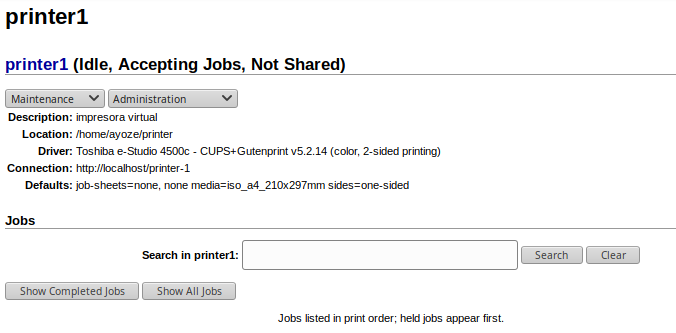 printer1
printer1 (Idle, Accepting Jobs, Not Shared)
Maintenance Administration
Description: impresora virtual
Location: /home/ayoze/printer
Driver: Toshiba e-Studio 4500c - CUPS+Gutenprint v5.2.14 (color, 2-sided printing)
Connection: http://localhost/printer-1
Defaults: job-sheets=none, none media=iso_a4_210x297mm sides=one-sided
Jobs
Search in printer1: Search Clear
Show Completed Jobs Show All Jobs
Jobs listed in print order; held jobs appear first.